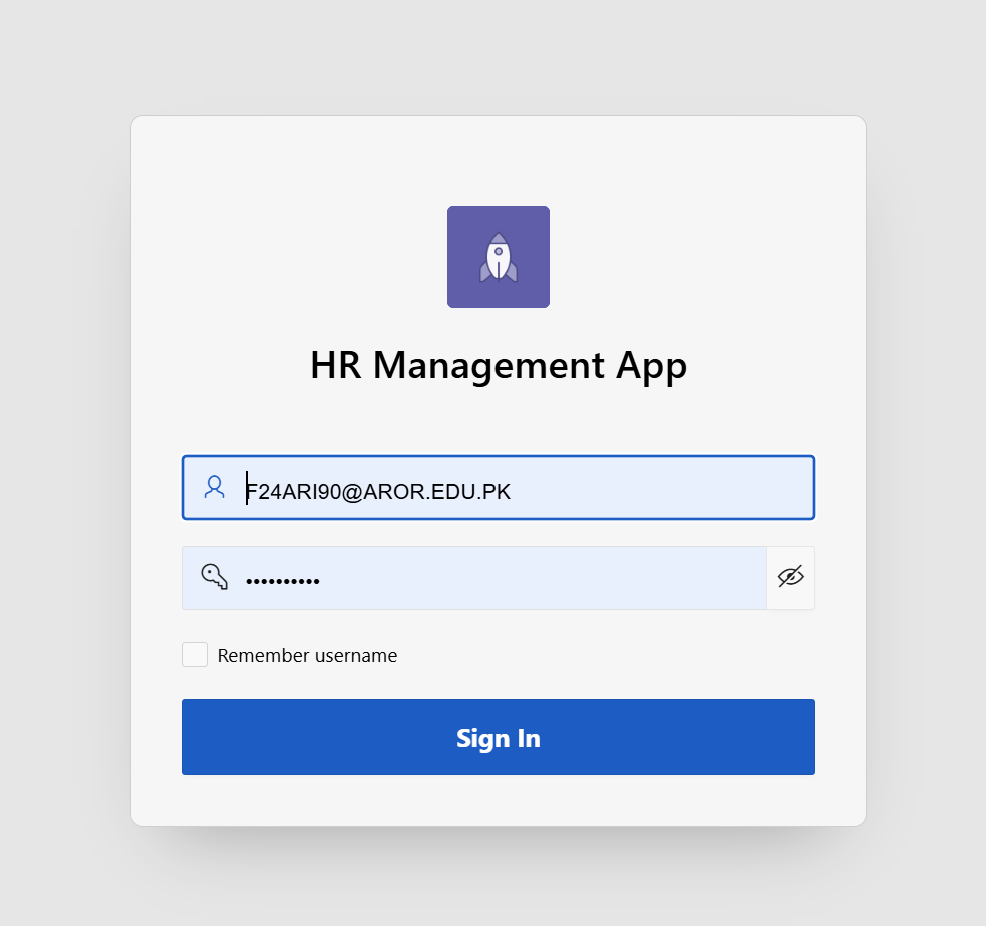 HR Management App
F24ARI90@AROR.EDU.PK
••••••••••
Remember username
Sign In